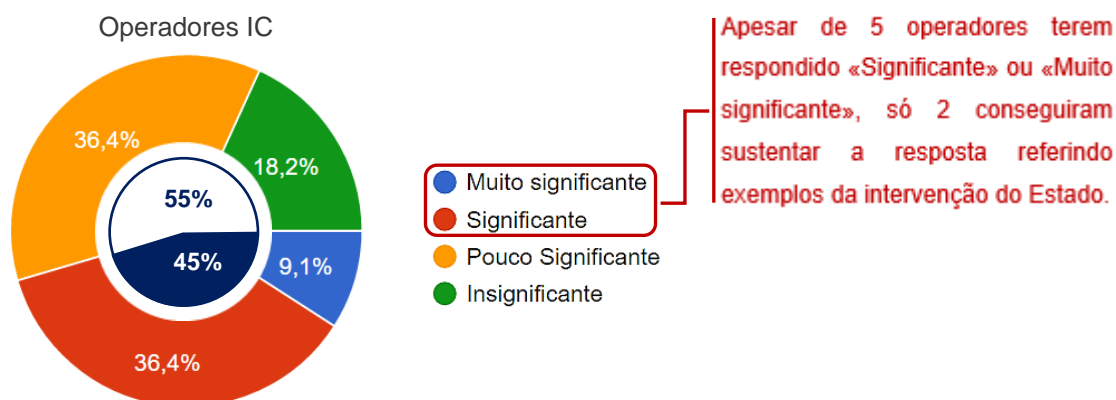 Operadores IC
36,4%
18,2%
55%
45%
9,1%
36,4%
Muito significante
Significante
Pouco Significante
Insignificante
Apesar de 5 operadores terem
respondido «Significante» ou «Muito
significante», só 2 conseguiram
sustentar a resposta referindo
exemplos da intervenção do Estado.